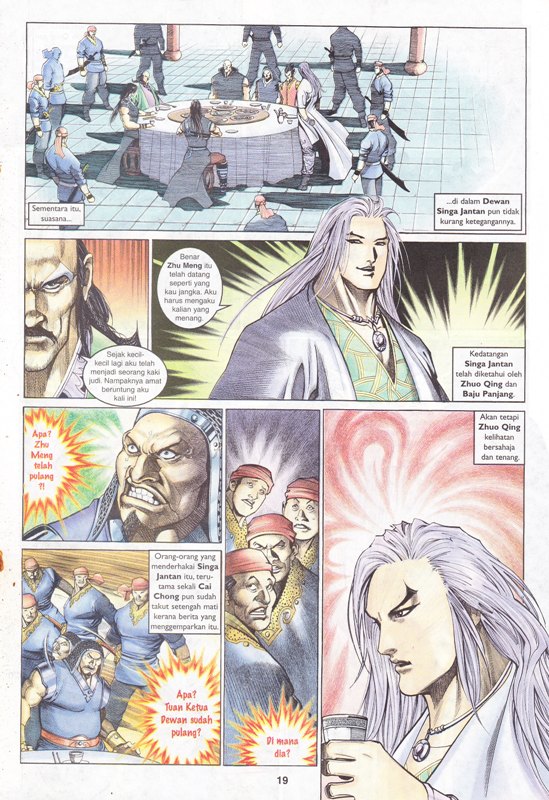 Sementara itu,
suasana...
...di dalam Dewan
Singa Jantan pun tidak
kurang ketegangannya.
Benar
Zhu Meng itu
telah datang
seperti yang
kau jangka. Aku
harus mengaku
kalian yang
menang.
Sejak kecil-
kecil lagi aku telah
menjadi seorang kaki
judi. Nampaknya amat
beruntung aku
kali ini!
Kedatangan
Singa Jantan
telah diketahui oleh
Zhuo Qing dan
Baju Panjang.
Apa?
Zhu
Meng
telah
pulang
?!
Akan tetapi
Zhuo Qing
kelihatan
bersahaja
dan tenang.
Orang-orang yang
menderhakai Singa
Jantan itu, teru-
tama sekali Cai
Chong pun sudah
takut setengah mati
kerana berita yang
menggemparkan itu.
Apa?
Tuan Ketua
Dewan sudah
pulang?
Di mana
dia?
19